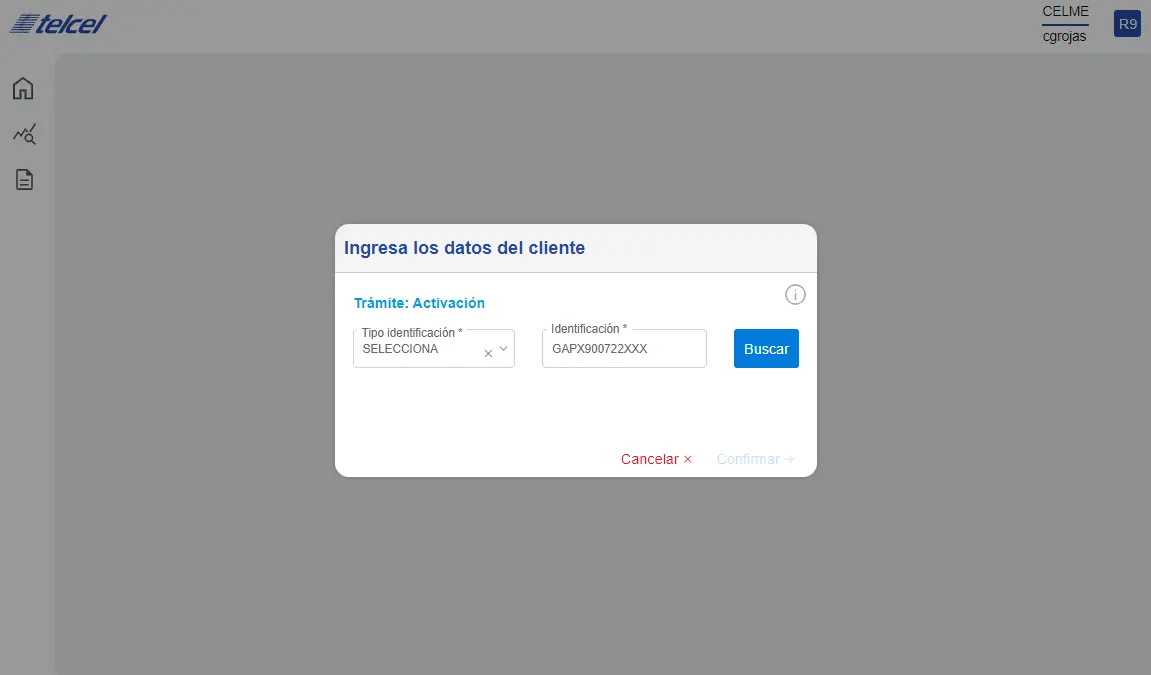 telcel
CELME
cgrojas
R9
Ingresa los datos del cliente
Trámite: Activación
Tipo identificación *
SELECCIONA
Identificación *
GAPX900722XXX
Buscar
Cancelar ×
Confirmar →